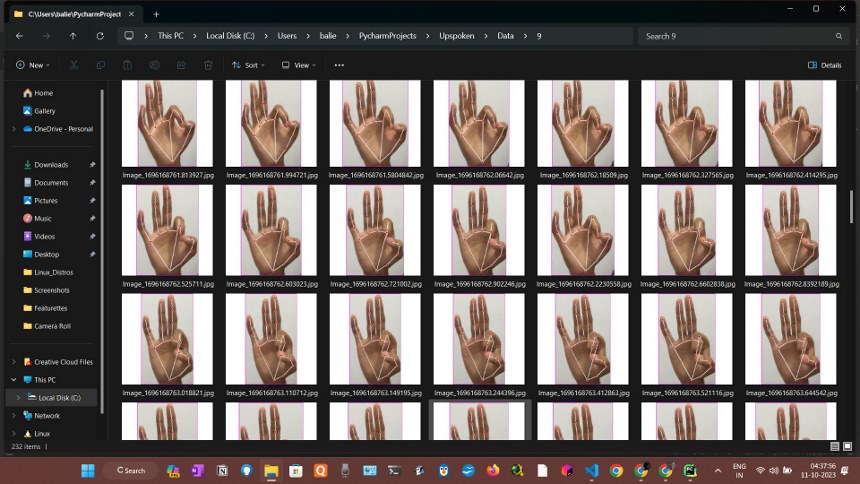 C:\Users\balie\PycharmProject
This PC > Local Disk (C:) > Users > balie > PycharmProjects > Upspoken > Data > 9
Search 9
New
Sort
View
Details
Home
Gallery
OneDrive - Personal
Downloads
Documents
Pictures
Music
Videos
Desktop
Linux_Distros
Screenshots
Featurettes
Camera Roll
Creative Cloud Files
This PC
Local Disk (C:)
Network
Linux
Image_1696168761.813927.jpg
Image_1696168761.994721.jpg
Image_1696168761.5804842.jpg
Image_1696168762.06642.jpg
Image_1696168762.18509.jpg
Image_1696168762.327565.jpg
Image_1696168762.414295.jpg
Image_1696168762.525711.jpg
Image_1696168762.603023.jpg
Image_1696168762.721002.jpg
Image_1696168762.902246.jpg
Image_1696168762.2230558.jpg
Image_1696168762.6602838.jpg
Image_1696168762.8392189.jpg
Image_1696168763.018821.jpg
Image_1696168763.110712.jpg
Image_1696168763.149195.jpg
Image_1696168763.244396.jpg
Image_1696168763.412863.jpg
Image_1696168763.521116.jpg
Image_1696168763.644542.jpg
232 items
Search
ENG
IN
04:37:56
11-10-2023